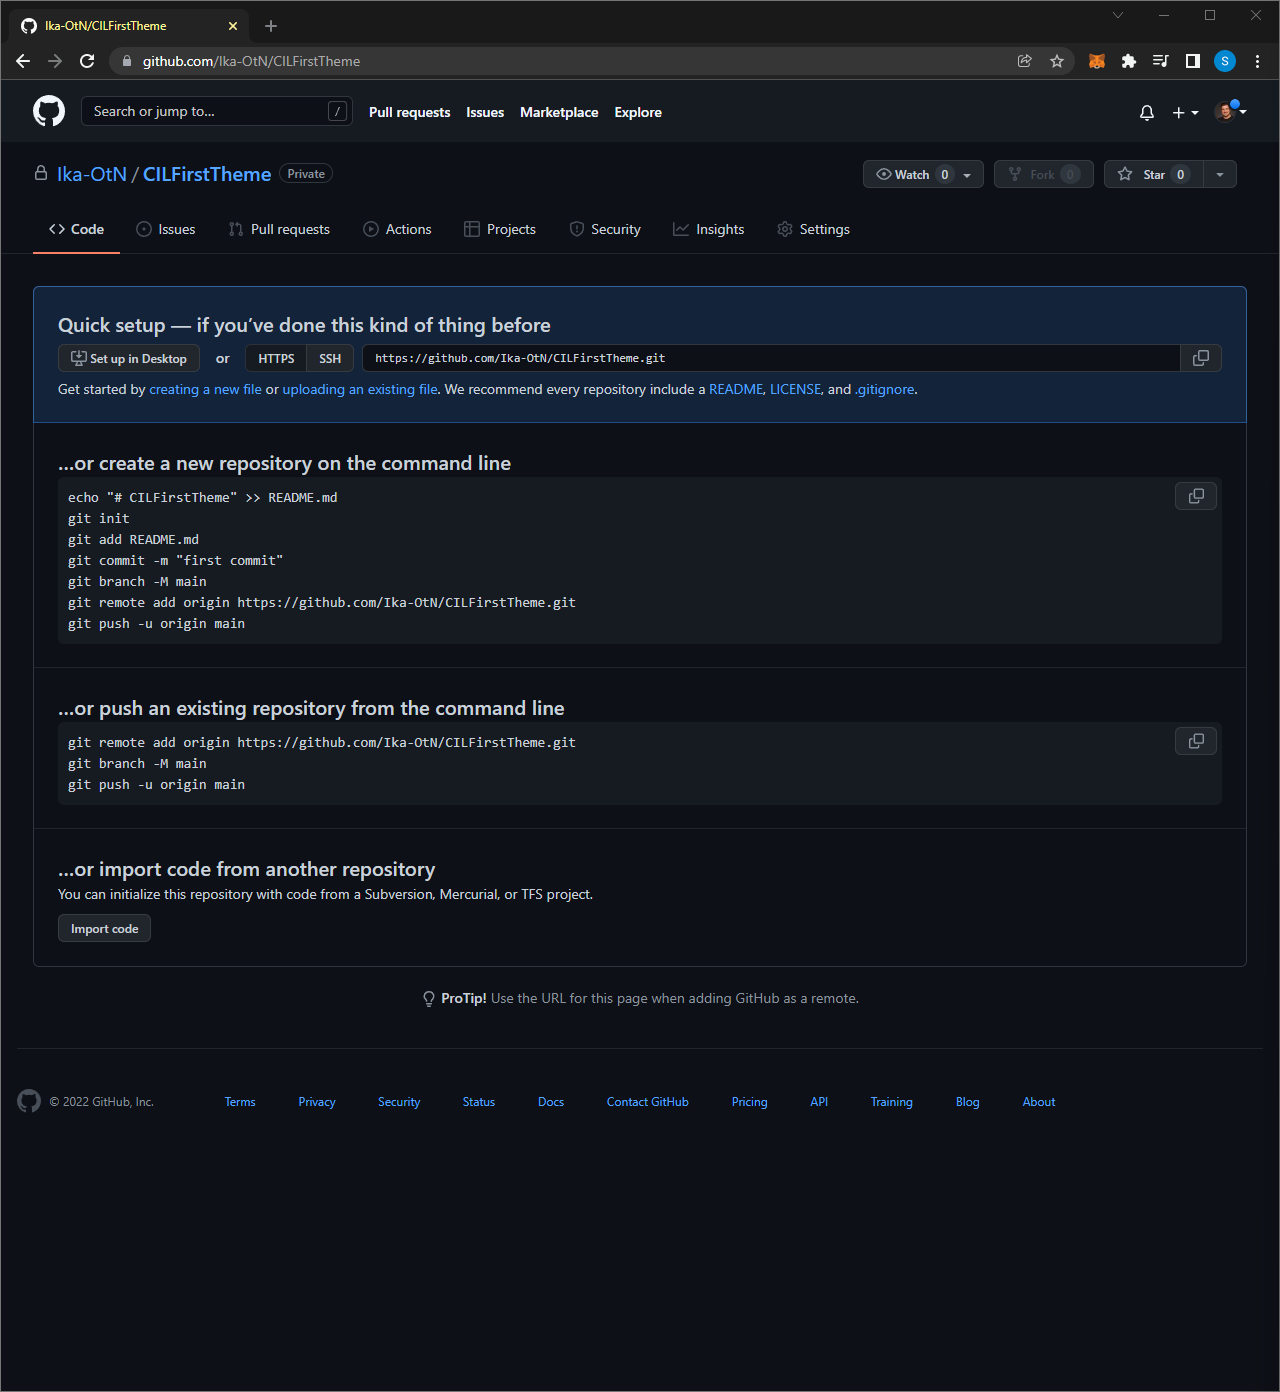 Ika-OtN/CILFirstTheme
github.com/Ika-OtN/CILFirstTheme
S
Search or jump to... /
Pull requests Issues Marketplace Explore
Ika-OtN / CILFirstTheme Private
Watch 0 Fork 0 Star 0
Code Issues Pull requests Actions Projects Security Insights Settings
Quick setup — if you’ve done this kind of thing before
Set up in Desktop or HTTPS SSH https://github.com/Ika-OtN/CILFirstTheme.git
Get started by creating a new file or uploading an existing file. We recommend every repository include a README, LICENSE, and .gitignore.
…or create a new repository on the command line
echo "# CILFirstTheme" >> README.md
git init
git add README.md
git commit -m "first commit"
git branch -M main
git remote add origin https://github.com/Ika-OtN/CILFirstTheme.git
git push -u origin main
…or push an existing repository from the command line
git remote add origin https://github.com/Ika-OtN/CILFirstTheme.git
git branch -M main
git push -u origin main
…or import code from another repository
You can initialize this repository with code from a Subversion, Mercurial, or TFS project.
Import code
ProTip! Use the URL for this page when adding GitHub as a remote.
© 2022 GitHub, Inc. Terms Privacy Security Status Docs Contact GitHub Pricing API Training Blog About